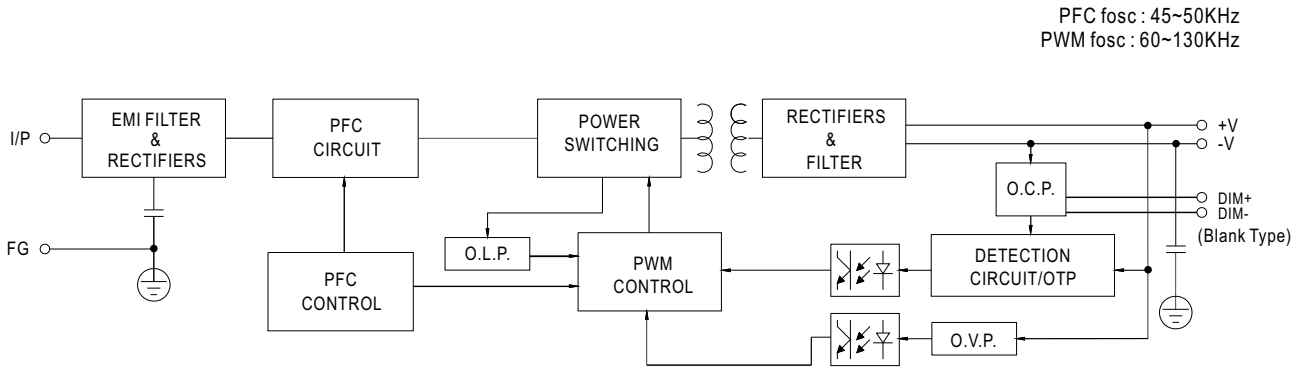 PFC fosc : 45~50KHz
PWM fosc : 60~130KHz
I/P
EMI FILTER
&
RECTIFIERS
PFC
CIRCUIT
POWER
SWITCHING
RECTIFIERS
&
FILTER
+V
-V
O.C.P.
DIM+
DIM-
(Blank Type)
FG
O.L.P.
PFC
CONTROL
PWM
CONTROL
DETECTION
CIRCUIT/OTP
O.V.P.